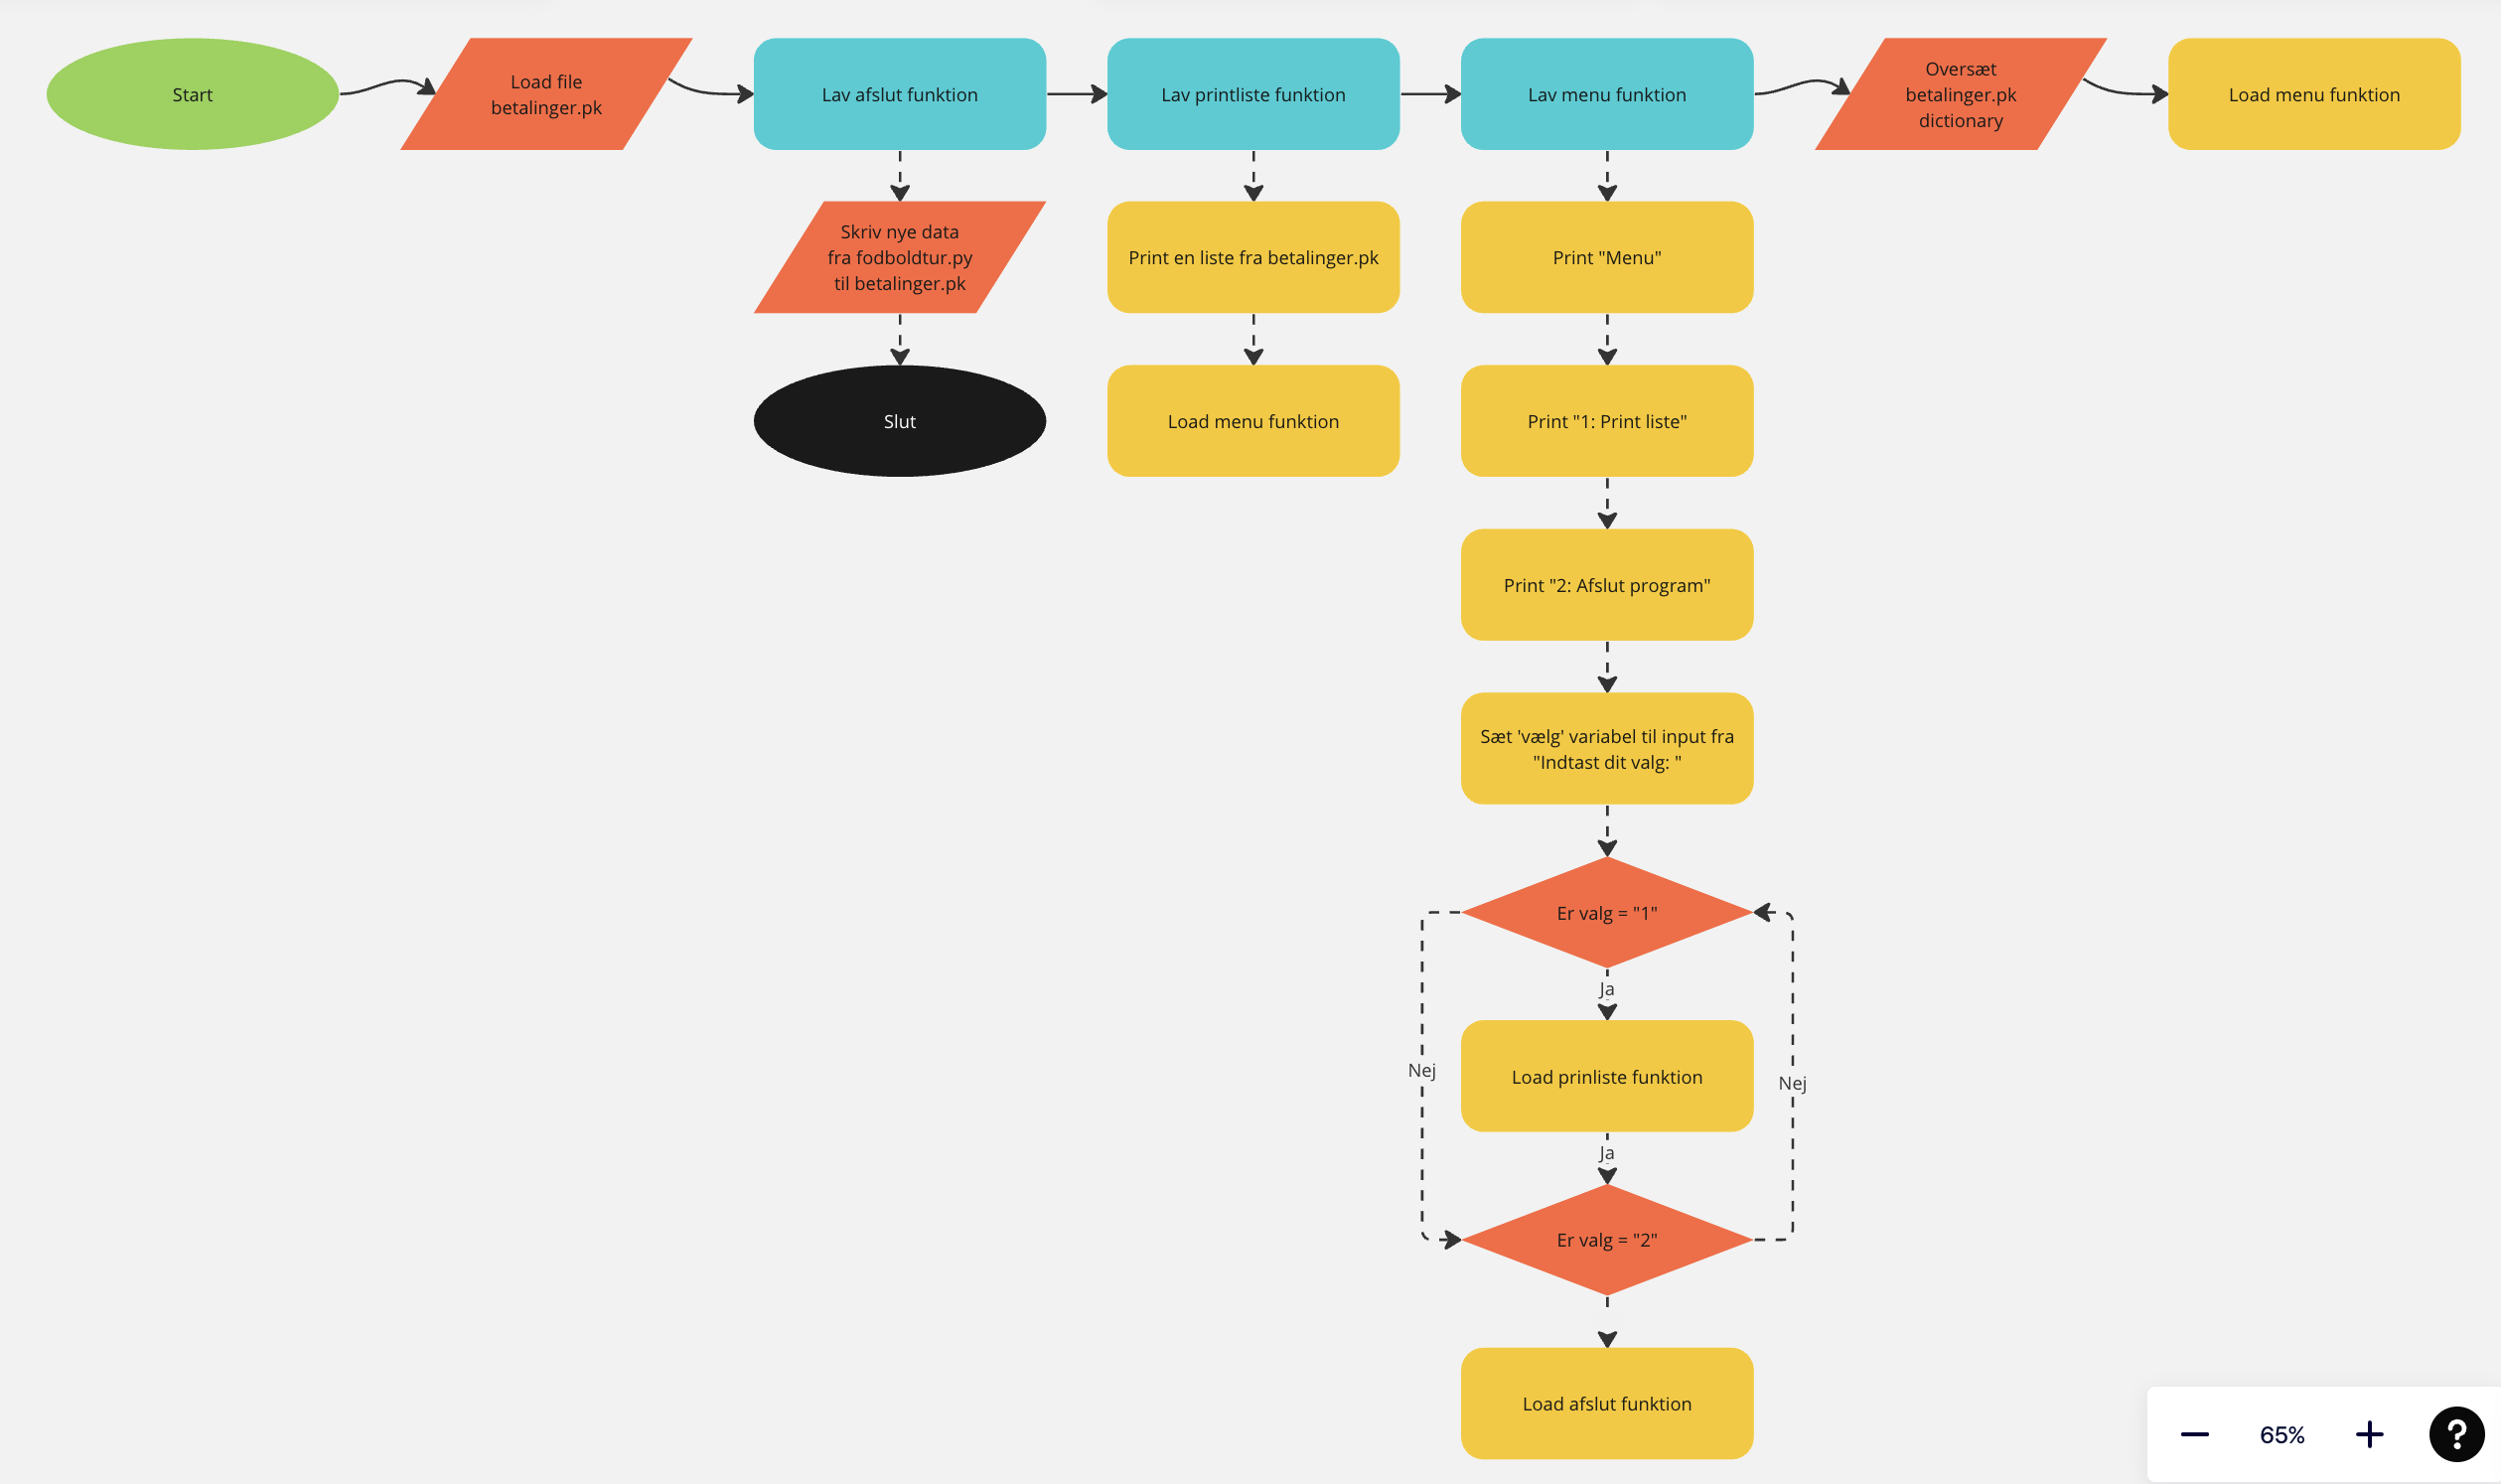 Start
Load file
betalinger.pk
Lav afslut funktion
Lav printliste funktion
Lav menu funktion
Oversæt
betalinger.pk
dictionary
Load menu funktion
Skriv nye data
fra fodboldtur.py
til betalinger.pk
Print en liste fra betalinger.pk
Print "Menu"
Slut
Load menu funktion
Print "1: Print liste"
Print "2: Afslut program"
Sæt 'vælg' variabel til input fra
"Indtast dit valg: "
Er valg = "1"
Ja
Nej
Load prinliste funktion
Nej
Ja
Er valg = "2"
Load afslut funktion
65%
?